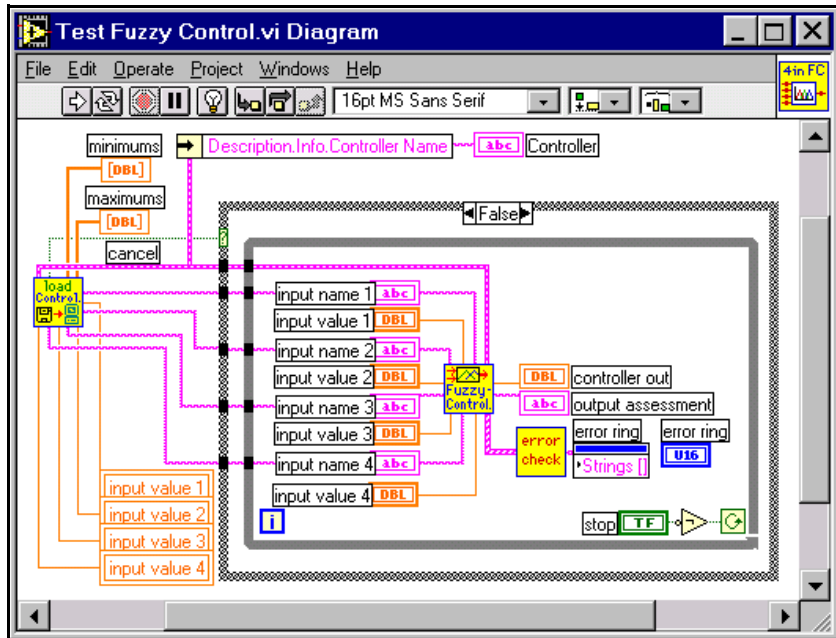 Test Fuzzy Control.vi Diagram
File Edit Operate Project Windows Help
4in FC
16pt MS Sans Serif
minimums
Description.Info.Controller Name
abc
Controller
[DBL]
maximums
[DBL]
False
?
cancel
load
Control.
input name 1 abc
input value 1 DBL
input name 2 abc
input value 2 DBL
input name 3 abc
input value 3 DBL
input name 4 abc
input value 4 DBL
Fuzzy-
Control.
DBL controller out
abc output assessment
error
check
error ring
Strings []
error ring
U16
input value 1
input value 2
input value 3
input value 4
i
stop TF